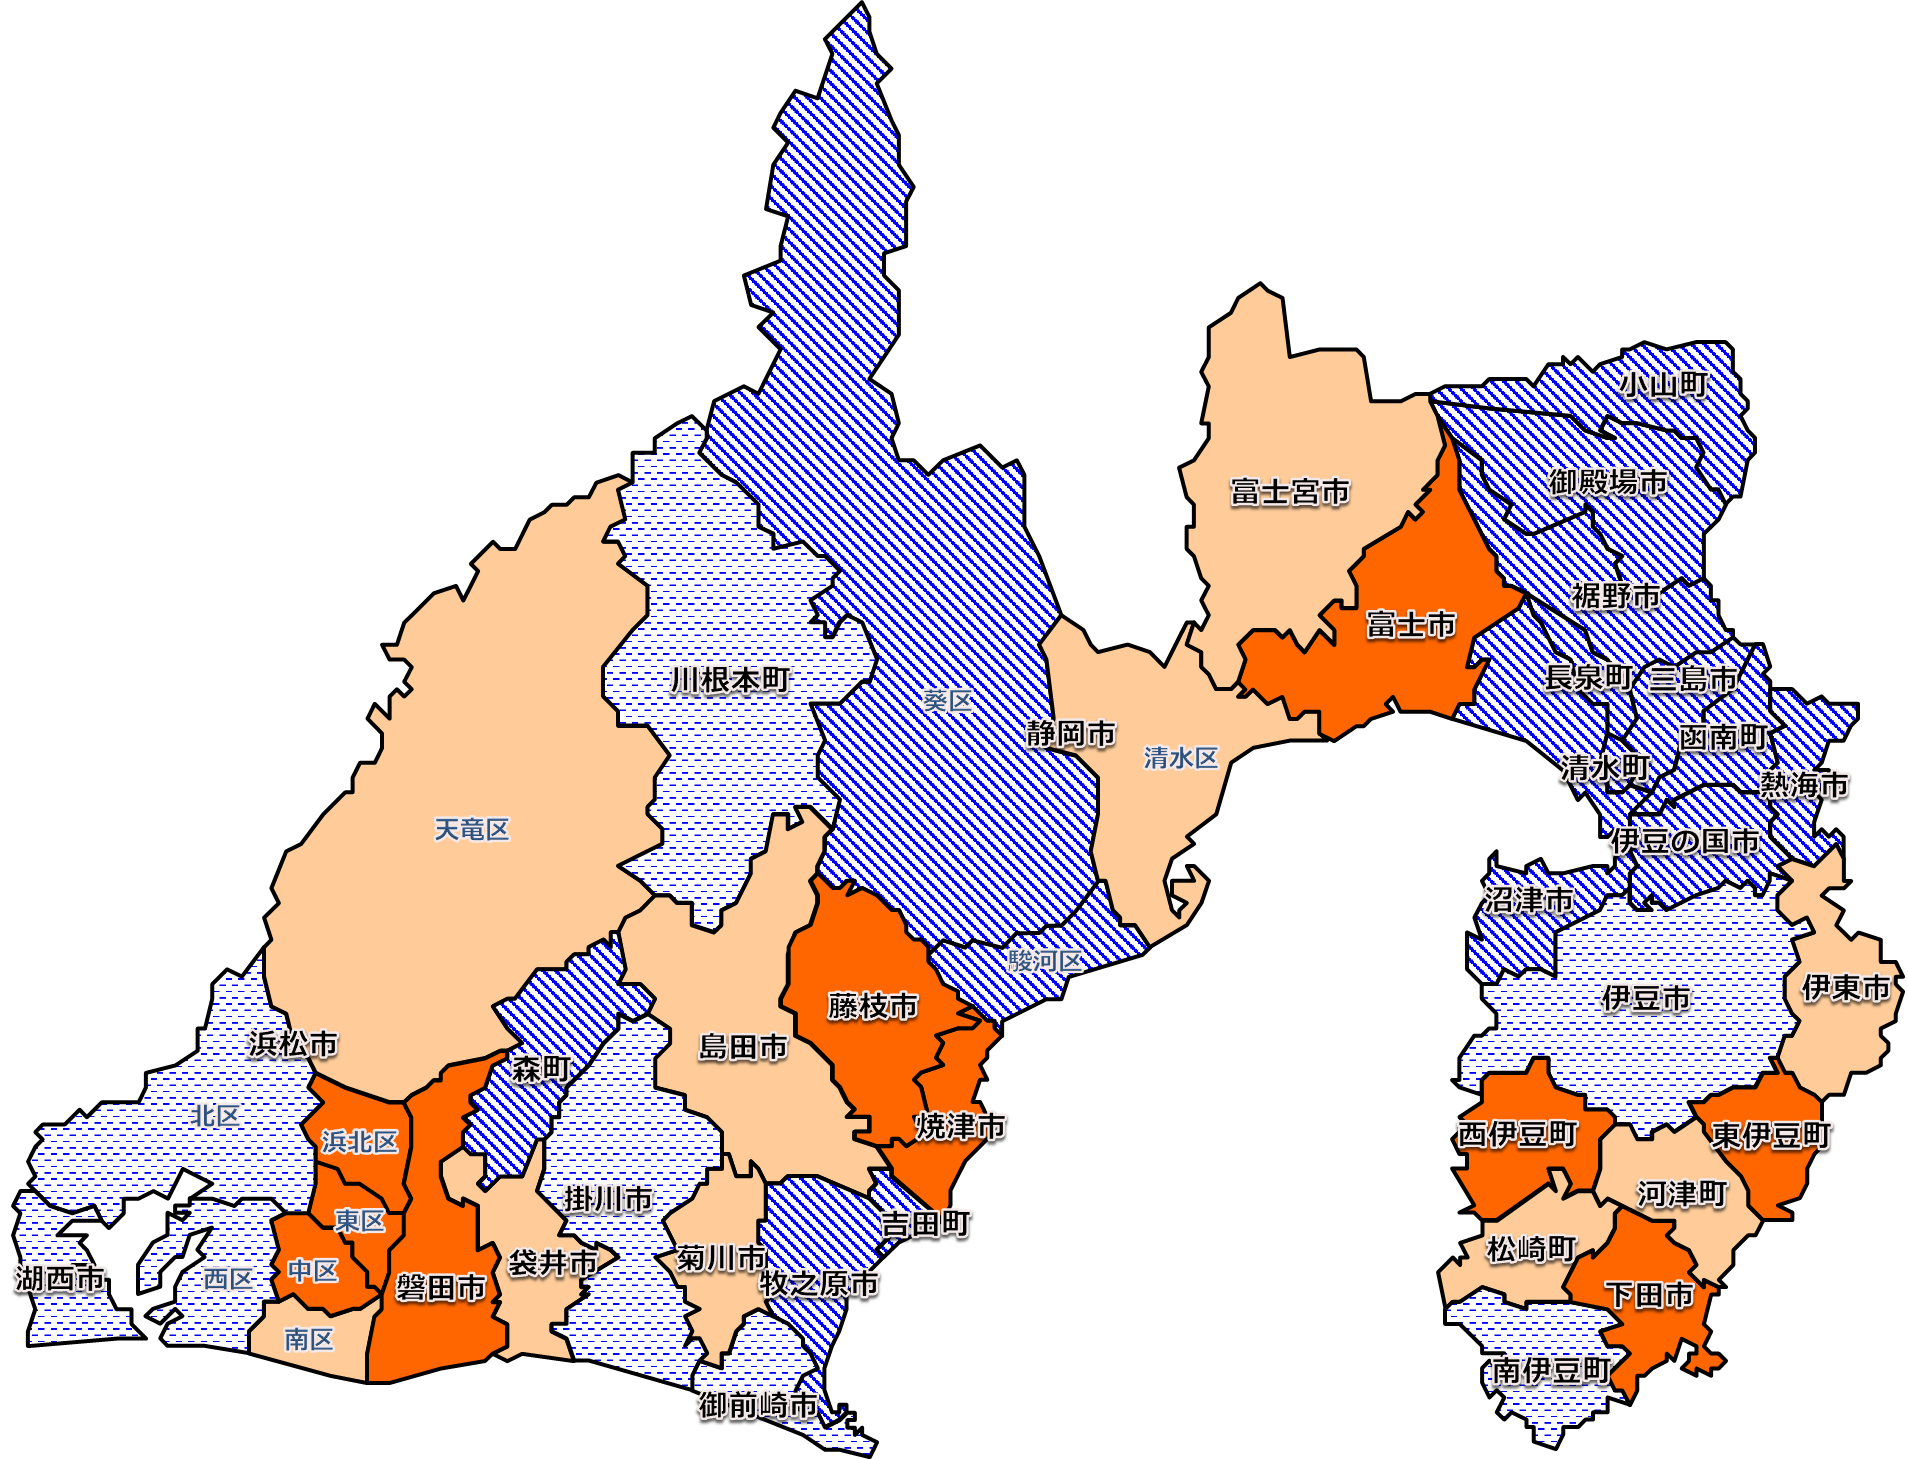 小山町
御殿場市
富士宮市
裾野市
富士市
長泉町
三島市
川根本町
葵区
静岡市
函南町
清水区
清水町
熱海市
天竜区
伊豆の国市
沼津市
駿河区
伊東市
伊豆市
藤枝市
浜松市
島田市
森町
北区
焼津市
西伊豆町
東伊豆町
浜北区
河津町
掛川市
東区
吉田町
松崎町
菊川市
袋井市
中区
湖西市
西区
磐田市
牧之原市
下田市
南区
南伊豆町
御前崎市